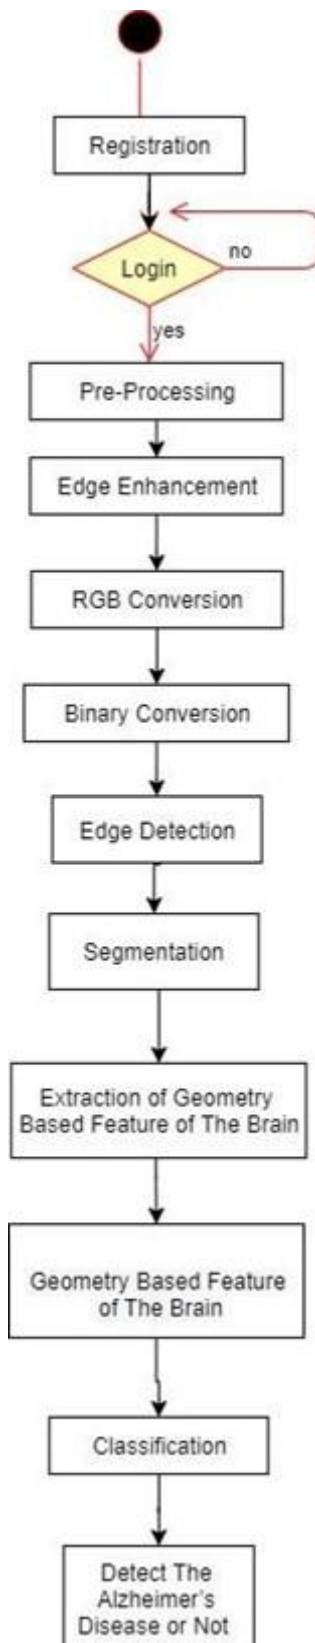 Registration
Login
no
yes
Pre-Processing
Edge Enhancement
RGB Conversion
Binary Conversion
Edge Detection
Segmentation
Extraction of Geometry
Based Feature of The Brain
Geometry Based Feature
of The Brain
Classification
Detect The
Alzheimer's
Disease or Not